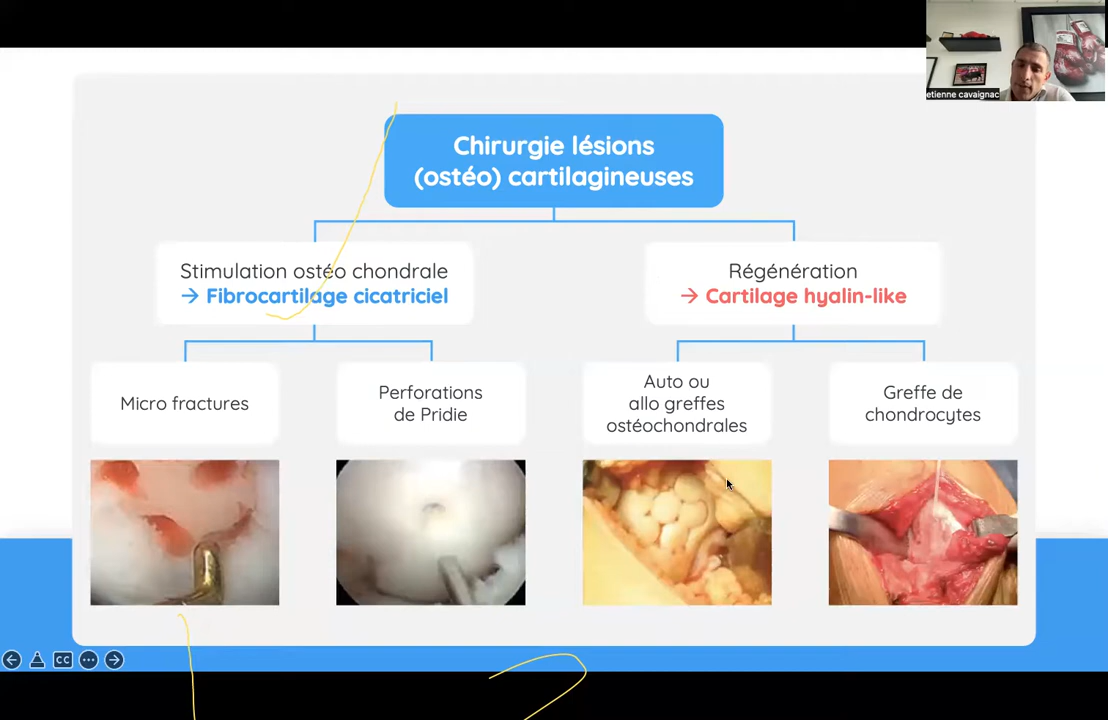 etienne cavaignac
Chirurgie lésions
(ostéo) cartilagineuses
Stimulation ostéo chondrale
→ Fibrocartilage cicatriciel
Régénération
→ Cartilage hyalin-like
Micro fractures
Perforations
de Pridie
Auto ou
allo greffes
ostéochondrales
Greffe de
chondrocytes
CC